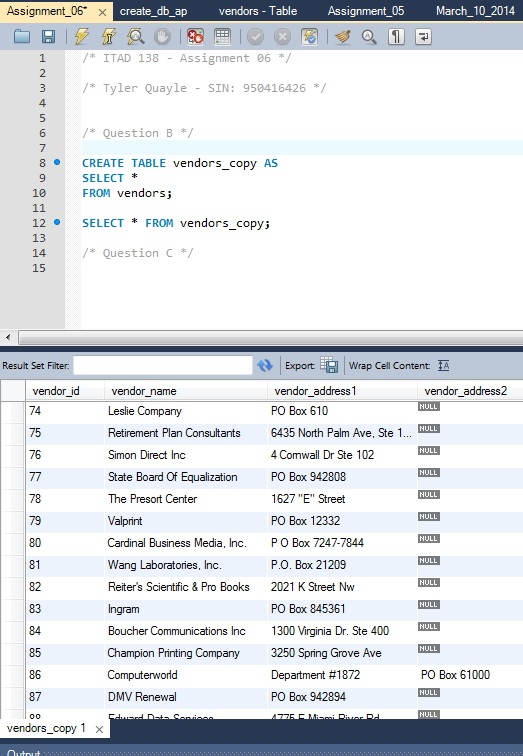 Assignment_06* × create_db_ap vendors - Table Assignment_05 March_10_2014
1 /* ITAD 138 - Assignment 06 */
2
3 /* Tyler Quayle - SIN: 950416426 */
4
5
6 /* Question B */
7
8 CREATE TABLE vendors_copy AS
9 SELECT *
10 FROM vendors;
11
12 SELECT * FROM vendors_copy;
13
14 /* Question C */
15
Result Set Filter: Export: Wrap Cell Content:
vendor_id vendor_name vendor_address1 vendor_address2
74 Leslie Company PO Box 610 NULL
75 Retirement Plan Consultants 6435 North Palm Ave, Ste 1... NULL
76 Simon Direct Inc 4 Cornwall Dr Ste 102 NULL
77 State Board Of Equalization PO Box 942808 NULL
78 The Presort Center 1627 "E" Street NULL
79 Valprint PO Box 12332 NULL
80 Cardinal Business Media, Inc. P O Box 7247-7844 NULL
81 Wang Laboratories, Inc. P.O. Box 21209 NULL
82 Reiter's Scientific & Pro Books 2021 K Street Nw NULL
83 Ingram PO Box 845361 NULL
84 Boucher Communications Inc 1300 Virginia Dr. Ste 400 NULL
85 Champion Printing Company 3250 Spring Grove Ave NULL
86 Computerworld Department #1872 PO Box 61000
87 DMV Renewal PO Box 942894 NULL
88 Edward Data Services 4775 E Miami River Rd NULL
vendors_copy 1 ×
Output